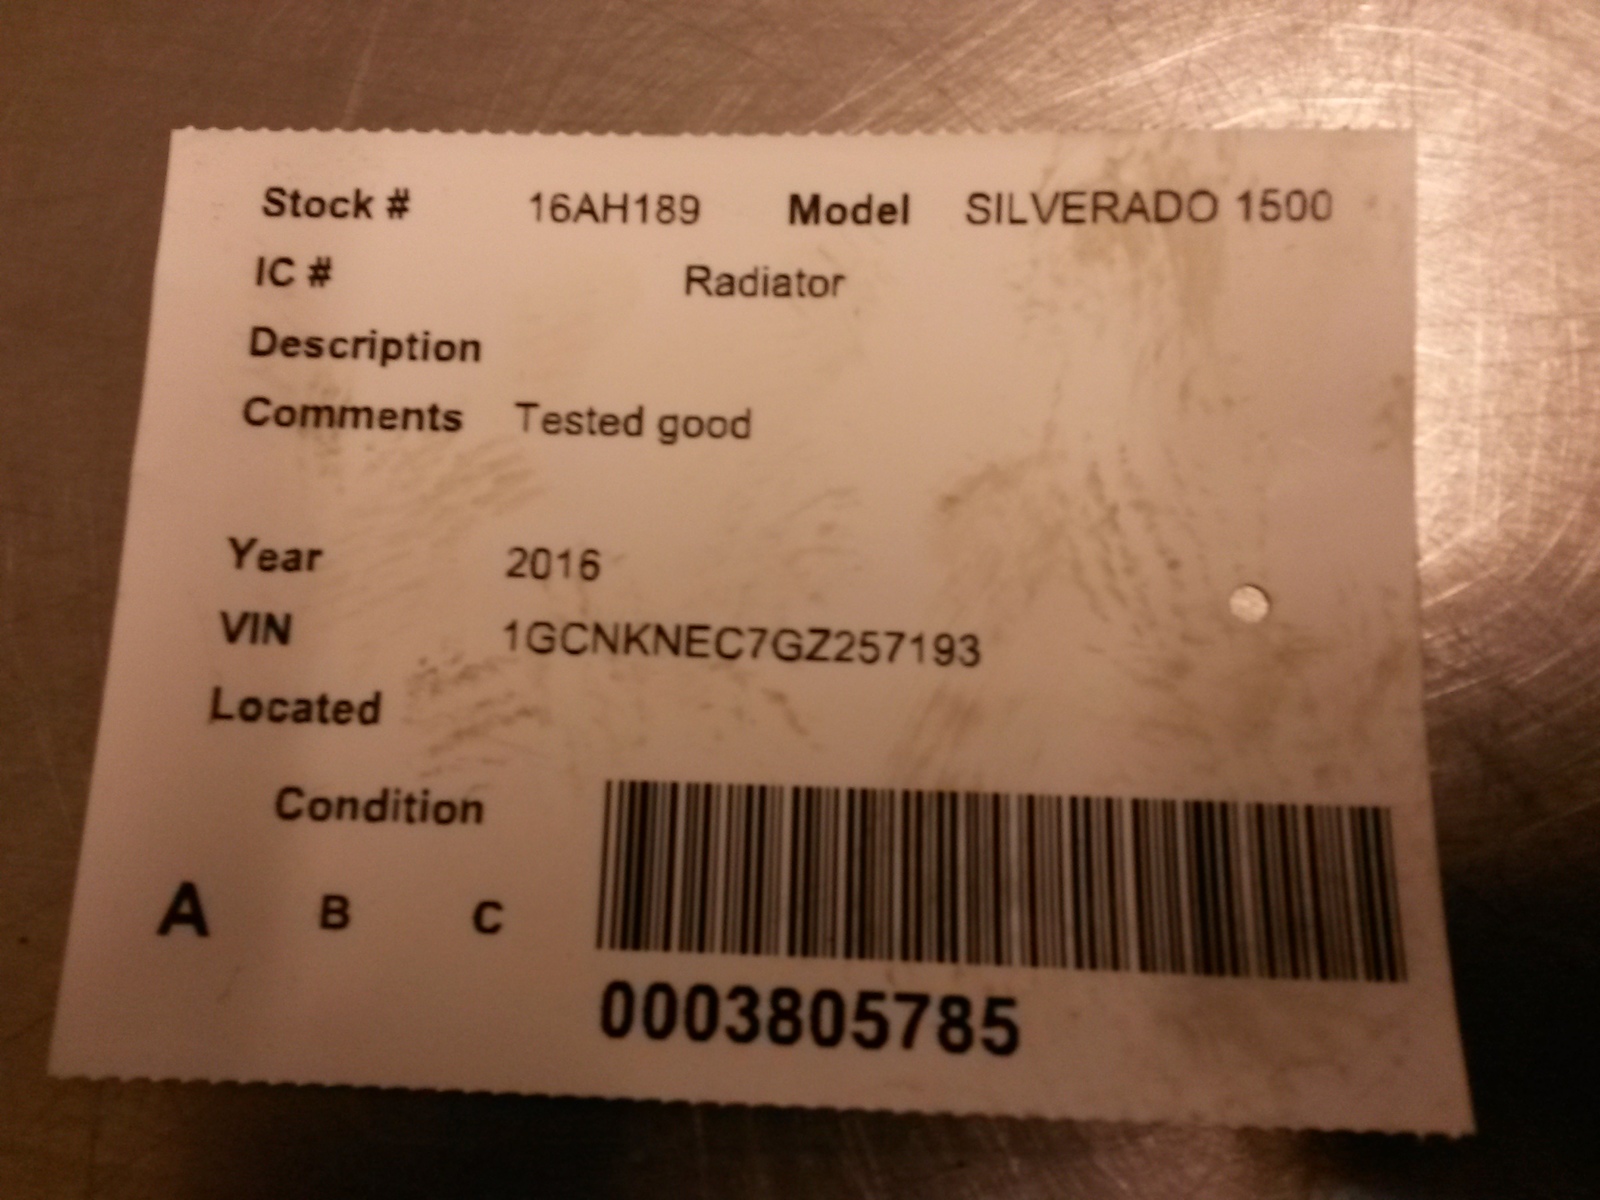 Stock # 16AH189 Model SILVERADO 1500
IC # Radiator
Description
Comments Tested good
Year 2016
VIN 1GCNKNEC7GZ257193
Located
Condition
A B C
0003805785